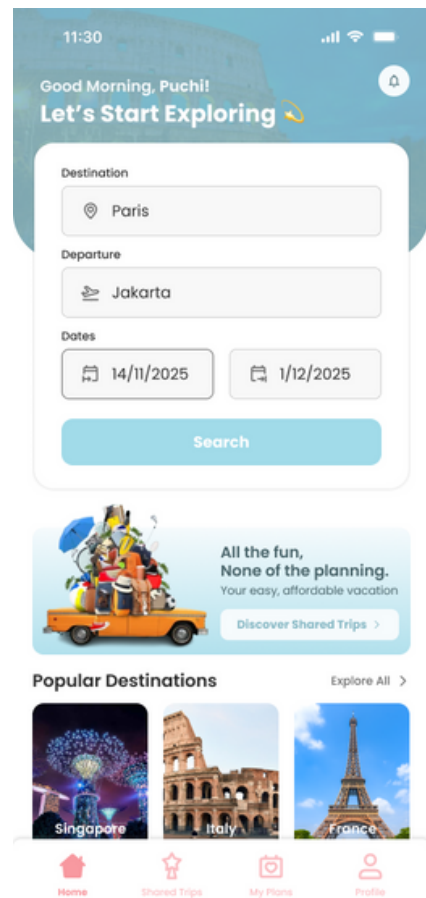 11:30
Good Morning, Puchi!
Let's Start Exploring
Destination
Paris
Departure
Jakarta
Dates
14/11/2025
1/12/2025
Search
All the fun,
None of the planning.
Your easy, affordable vacation
Discover Shared Trips >
Popular Destinations
Explore All >
Singapore
Italy
France
Home
Shared Trips
My Plans
Profile